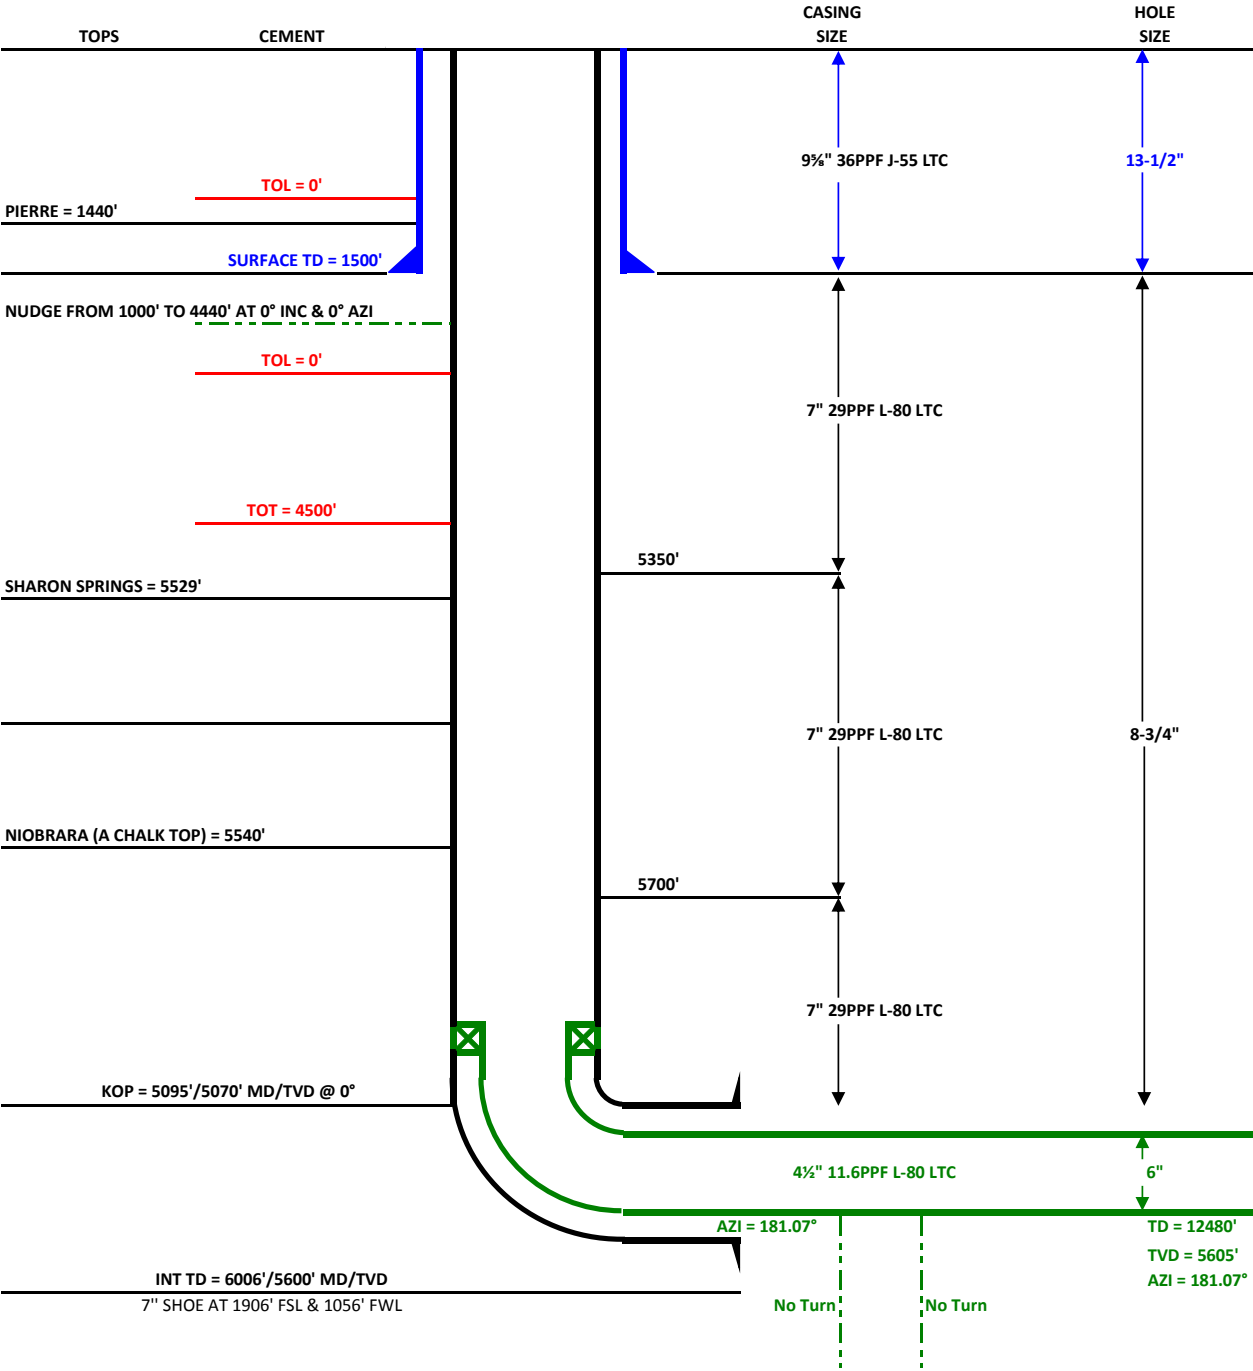 CASING
HOLE
TOPS
CEMENT
SIZE
SIZE
9⅝" 36PPF J-55 LTC
13-1/2"
TOL = 0'
PIERRE = 1440'
SURFACE TD = 1500'
NUDGE FROM 1000' TO 4440' AT 0° INC & 0° AZI
TOL = 0'
7" 29PPF L-80 LTC
TOT = 4500'
5350'
SHARON SPRINGS = 5529'
7" 29PPF L-80 LTC
8-3/4"
NIOBRARA (A CHALK TOP) = 5540'
5700'
7" 29PPF L-80 LTC
KOP = 5095'/5070' MD/TVD @ 0°
4½" 11.6PPF L-80 LTC
6"
AZI = 181.07°
TD = 12480'
TVD = 5605'
INT TD = 6006'/5600' MD/TVD
AZI = 181.07°
7'' SHOE AT 1906' FSL & 1056' FWL
No Turn
No Turn